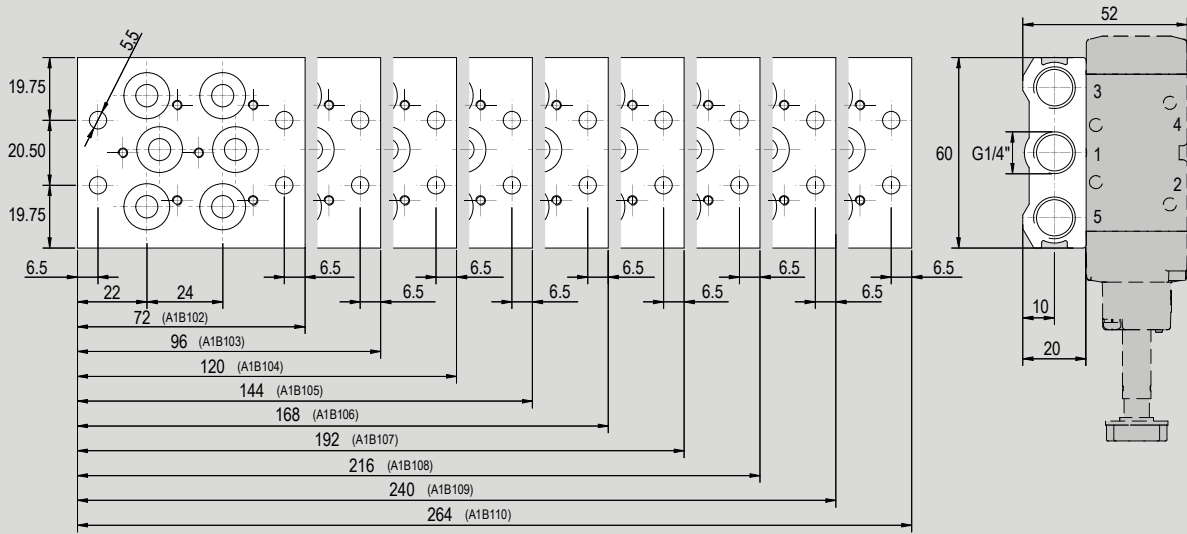 5.5
19.75
20.50
19.75
6.5 6.5 6.5 6.5 6.5 6.5
22 24 6.5 6.5 6.5 6.5
72 (A1B102)
96 (A1B103)
120 (A1B104)
144 (A1B105)
168 (A1B106)
192 (A1B107)
216 (A1B108)
240 (A1B109)
264 (A1B110)
52
3
4
60 G1/4" 1
2
5
10
20